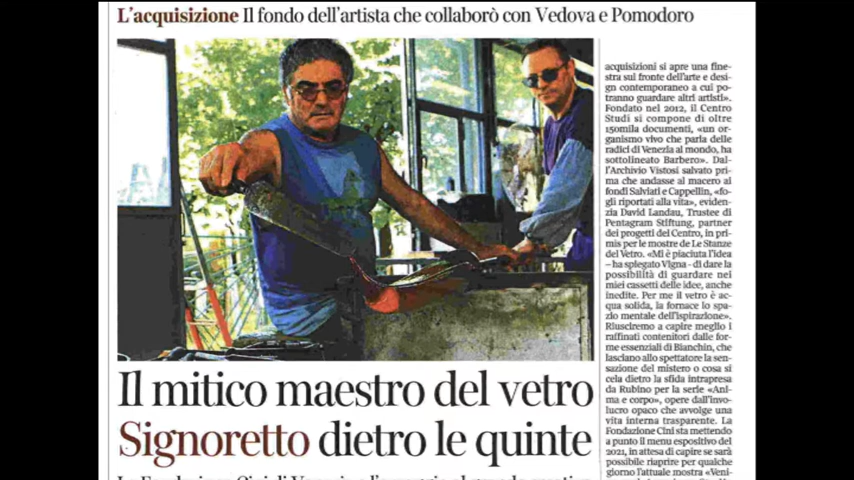 L'acquisizione Il fondo dell'artista che collaborò con Vedova e Pomodoro
Il mitico maestro del vetro
Signoretto dietro le quinte
acquisizioni si apre una fine-
stra sul fronte dell'arte e desi-
gn contemporaneo a cui po-
tranno guardare altri artisti».
Fondato nel 2012, il Centro
Studi si compone di oltre
150mila documenti, «un or-
ganismo vivo che parla delle
radici di Venezia al mondo, ha
sottolineato Barbero». Dal-
l'Archivio Vistosi salvato pri-
ma che andasse al macero ai
fondi Salviati e Cappellin, «fo-
gli riportati alla vita», eviden-
zia David Landau, Trustee di
Pentagram Stiftung, partner
dei progetti del Centro, in pri-
mis per le mostre de Le Stanze
del Vetro. «Mi è piaciuta l'idea
– ha spiegato Vigna - di dare la
possibilità di guardare nei
miei cassetti delle idee, anche
inedite. Per me il vetro è ac-
qua solida, la fornace lo spa-
zio mentale dell'ispirazione».
Riusciremo a capire meglio i
raffinati contenitori dalle for-
me essenziali di Bianchin, che
lasciano allo spettatore la sen-
sazione del mistero o cosa si
cela dietro la sfida intrapresa
da Rubino per la serie «Ani-
ma e corpo», opere dall'invo-
lucro opaco che avvolge una
vita interna trasparente. La
Fondazione Cini sta mettendo
a punto il menu espositivo del
2021, in attesa di capire se sarà
possibile riaprire per qualche
giorno l'attuale mostra «Veni-